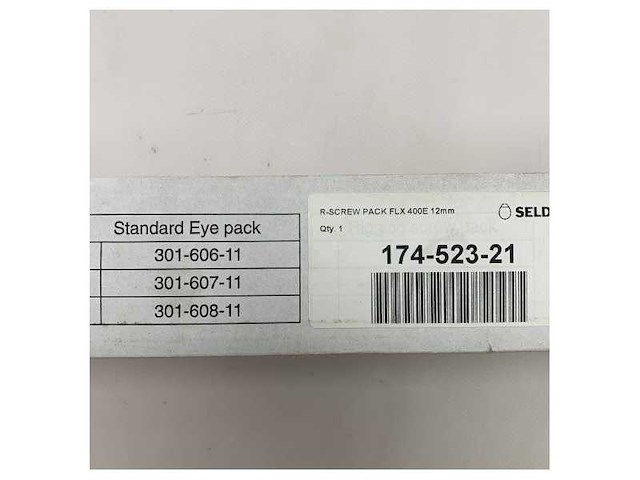 Standard Eye pack
301-606-11
301-607-11
301-608-11
R-SCREW PACK FLX 400E 12mm
SELD
Qty. 1
174-523-21